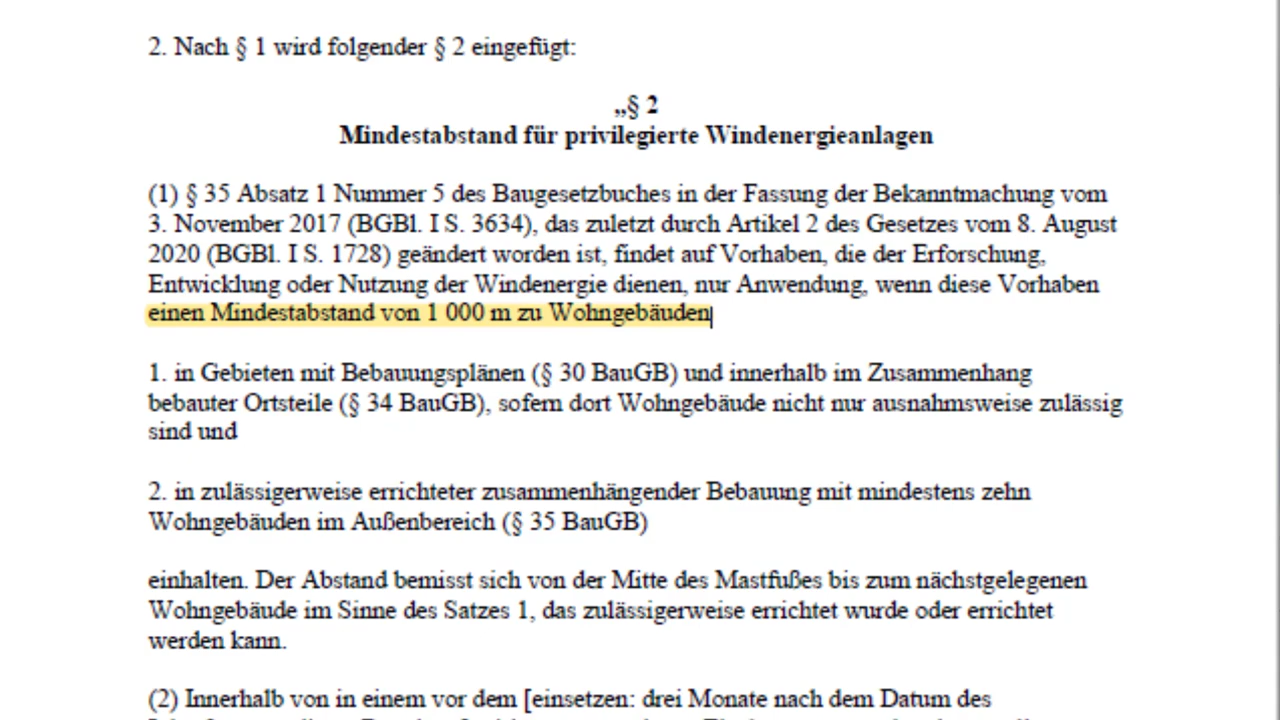 2. Nach § 1 wird folgender § 2 eingefügt:
„§ 2
Mindestabstand für privilegierte Windenergieanlagen
(1) § 35 Absatz 1 Nummer 5 des Baugesetzbuches in der Fassung der Bekanntmachung vom
3. November 2017 (BGBl. I S. 3634), das zuletzt durch Artikel 2 des Gesetzes vom 8. August
2020 (BGBl. I S. 1728) geändert worden ist, findet auf Vorhaben, die der Erforschung,
Entwicklung oder Nutzung der Windenergie dienen, nur Anwendung, wenn diese Vorhaben
einen Mindestabstand von 1 000 m zu Wohngebäuden
1. in Gebieten mit Bebauungsplänen (§ 30 BauGB) und innerhalb im Zusammenhang
bebauter Ortsteile (§ 34 BauGB), sofern dort Wohngebäude nicht nur ausnahmsweise zulässig
sind und
2. in zulässigerweise errichteter zusammenhängender Bebauung mit mindestens zehn
Wohngebäuden im Außenbereich (§ 35 BauGB)
einhalten. Der Abstand bemisst sich von der Mitte des Mastfußes bis zum nächstgelegenen
Wohngebäude im Sinne des Satzes 1, das zulässigerweise errichtet wurde oder errichtet
werden kann.
(2) Innerhalb von in einem vor dem [einsetzen: drei Monate nach dem Datum des